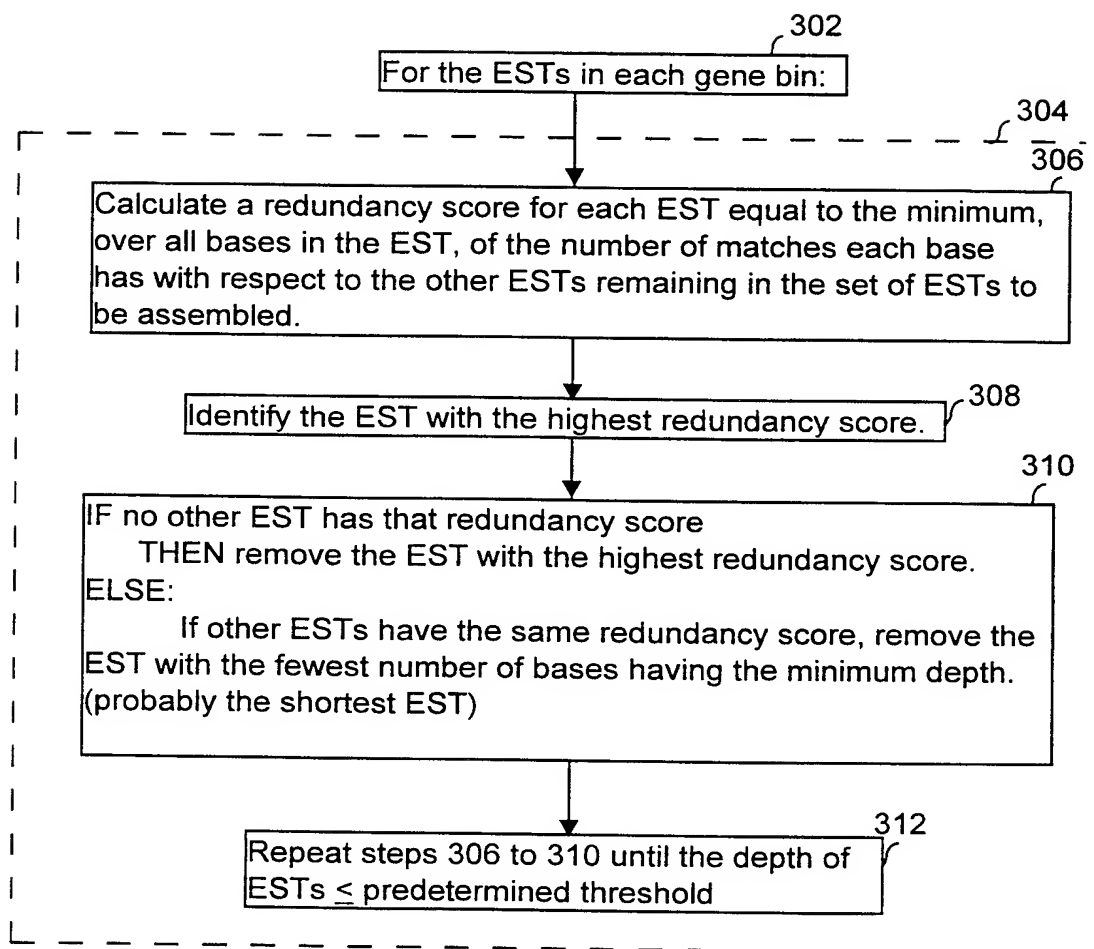 302
For the ESTs in each gene bin:
304
306
Calculate a redundancy score for each EST equal to the minimum,
over all bases in the EST, of the number of matches each base
has with respect to the other ESTs remaining in the set of ESTs to
be assembled.
Identify the EST with the highest redundancy score.
308
310
IF no other EST has that redundancy score
THEN remove the EST with the highest redundancy score.
ELSE:
If other ESTs have the same redundancy score, remove the
EST with the fewest number of bases having the minimum depth.
(probably the shortest EST)
312
Repeat steps 306 to 310 until the depth of
ESTs ≤ predetermined threshold